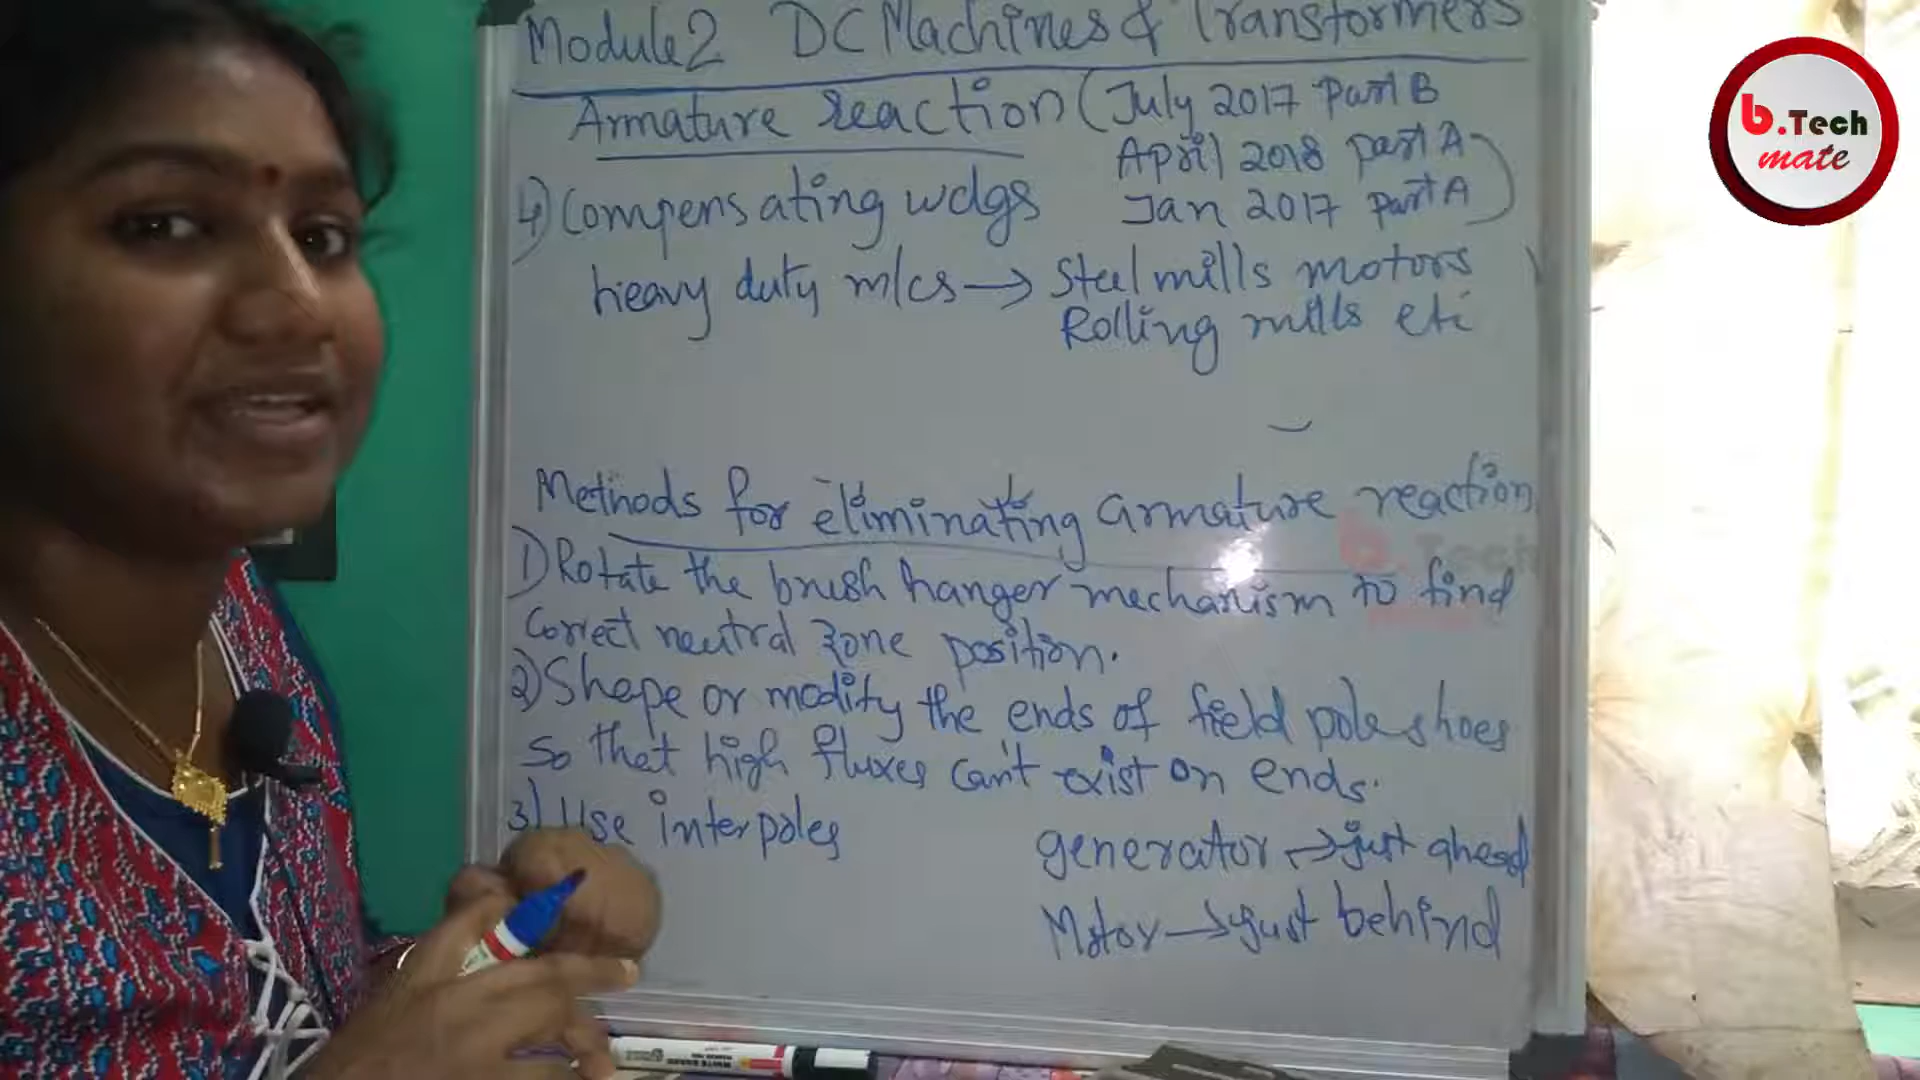 Module 2 DC Machines & Transformers
Armature reaction (July 2017 Part B
April 2018 part A
Jan 2017 part A)
4) Compensating wdgs
heavy duty m/cs → Steel mills motors
Rolling mills etc
Methods for eliminating armature reaction
1) Rotate the brush hanger mechanism to find
correct neutral zone position.
2) Shape or modify the ends of field pole shoes
so that high fluxes can't exist on ends.
3) Use interpoles
generator → just ahead
Motor → just behind
b.Tech
mate
b.Tech